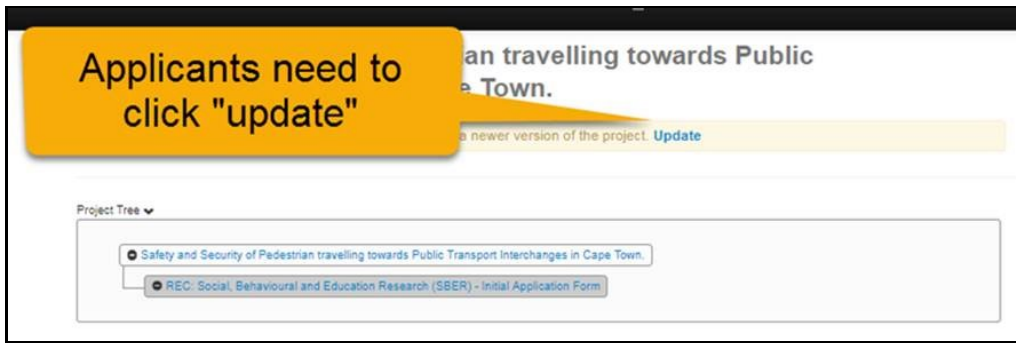 Applicants need to
click "update"
an travelling towards Public
e Town.
a newer version of the project. Update
Project Tree
Safety and Security of Pedestrian travelling towards Public Transport Interchanges in Cape Town.
REC: Social, Behavioural and Education Research (SBER) - Initial Application Form